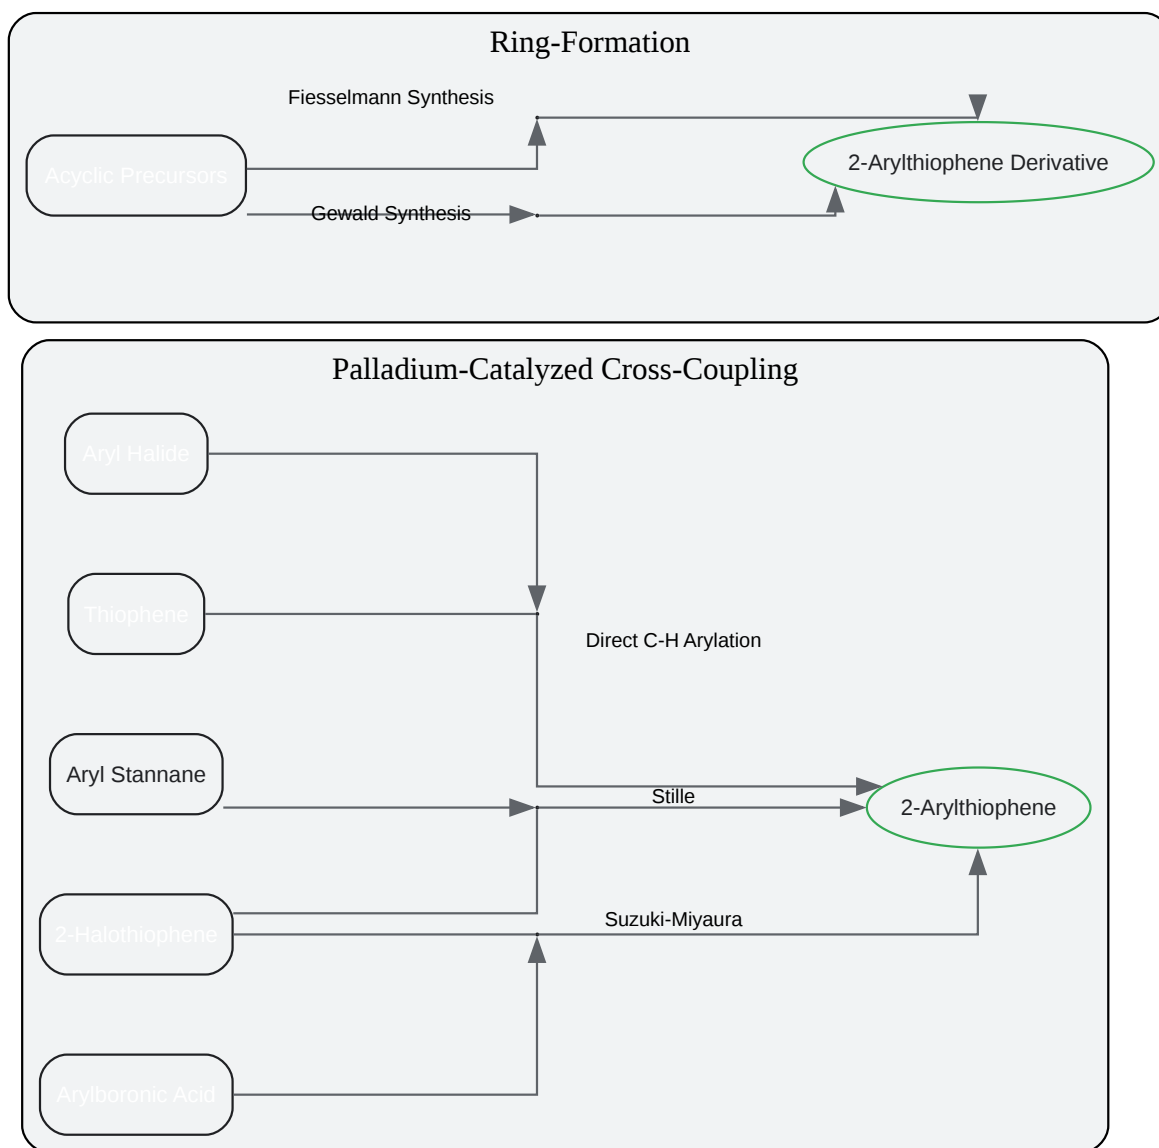 Ring-Formation
Fiesselmann Synthesis
2-Arylthiophene Derivative
Acyclic Precursors
Gewald Synthesis
Palladium-Catalyzed Cross-Coupling
Aryl Halide
Thiophene
Direct C-H Arylation
Aryl Stannane
Stille
2-Arylthiophene
Suzuki-Miyaura
2-Halothiophene
Arylboronic Acid